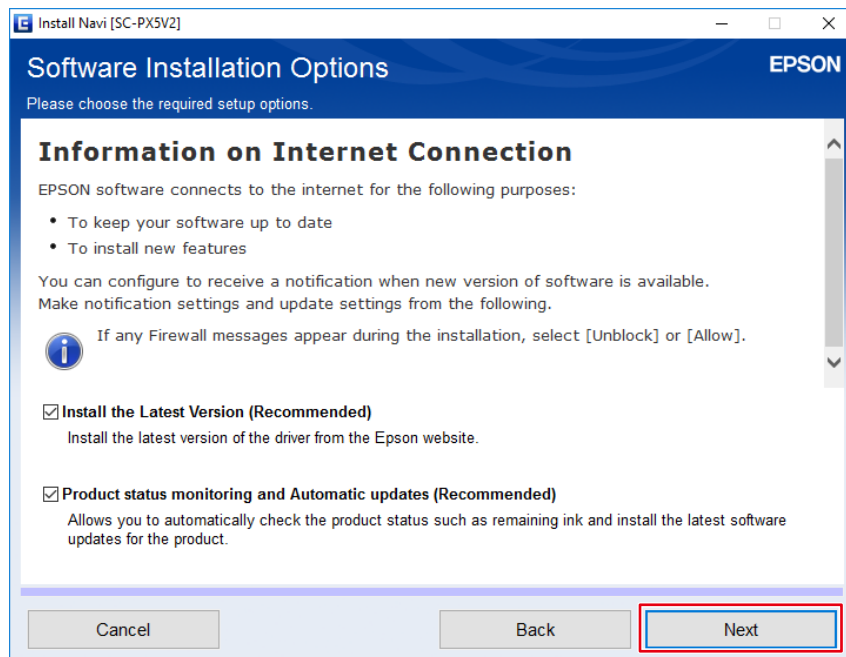 Install Navi [SC-PX5V2]
Software Installation Options
EPSON
Please choose the required setup options.
Information on Internet Connection
EPSON software connects to the internet for the following purposes:
• To keep your software up to date
• To install new features
You can configure to receive a notification when new version of software is available.
Make notification settings and update settings from the following.
If any Firewall messages appear during the installation, select [Unblock] or [Allow].
Install the Latest Version (Recommended)
Install the latest version of the driver from the Epson website.
Product status monitoring and Automatic updates (Recommended)
Allows you to automatically check the product status such as remaining ink and install the latest software
updates for the product.
Cancel
Back
Next